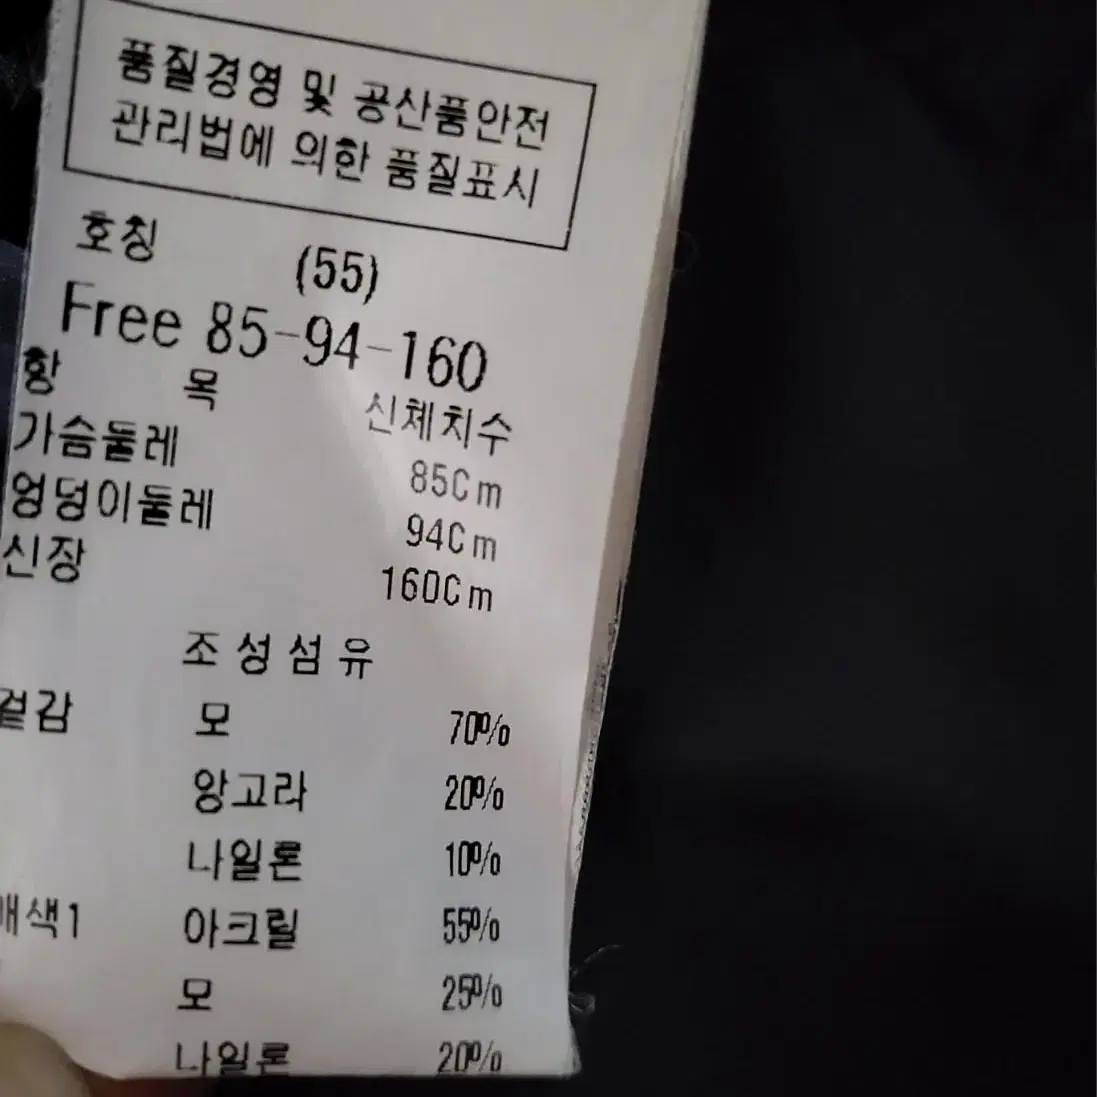 품질경영 및 공산품안전
관리법에 의한 품질표시
호칭 (55)
Free 85-94-160
항 목 신체치수
가슴둘레 85Cm
엉덩이둘레 94Cm
신장 160Cm
조성섬유
겉감 모 70%
앙고라 20%
나일론 10%
배색1 아크릴 55%
모 25%
나일론 20%